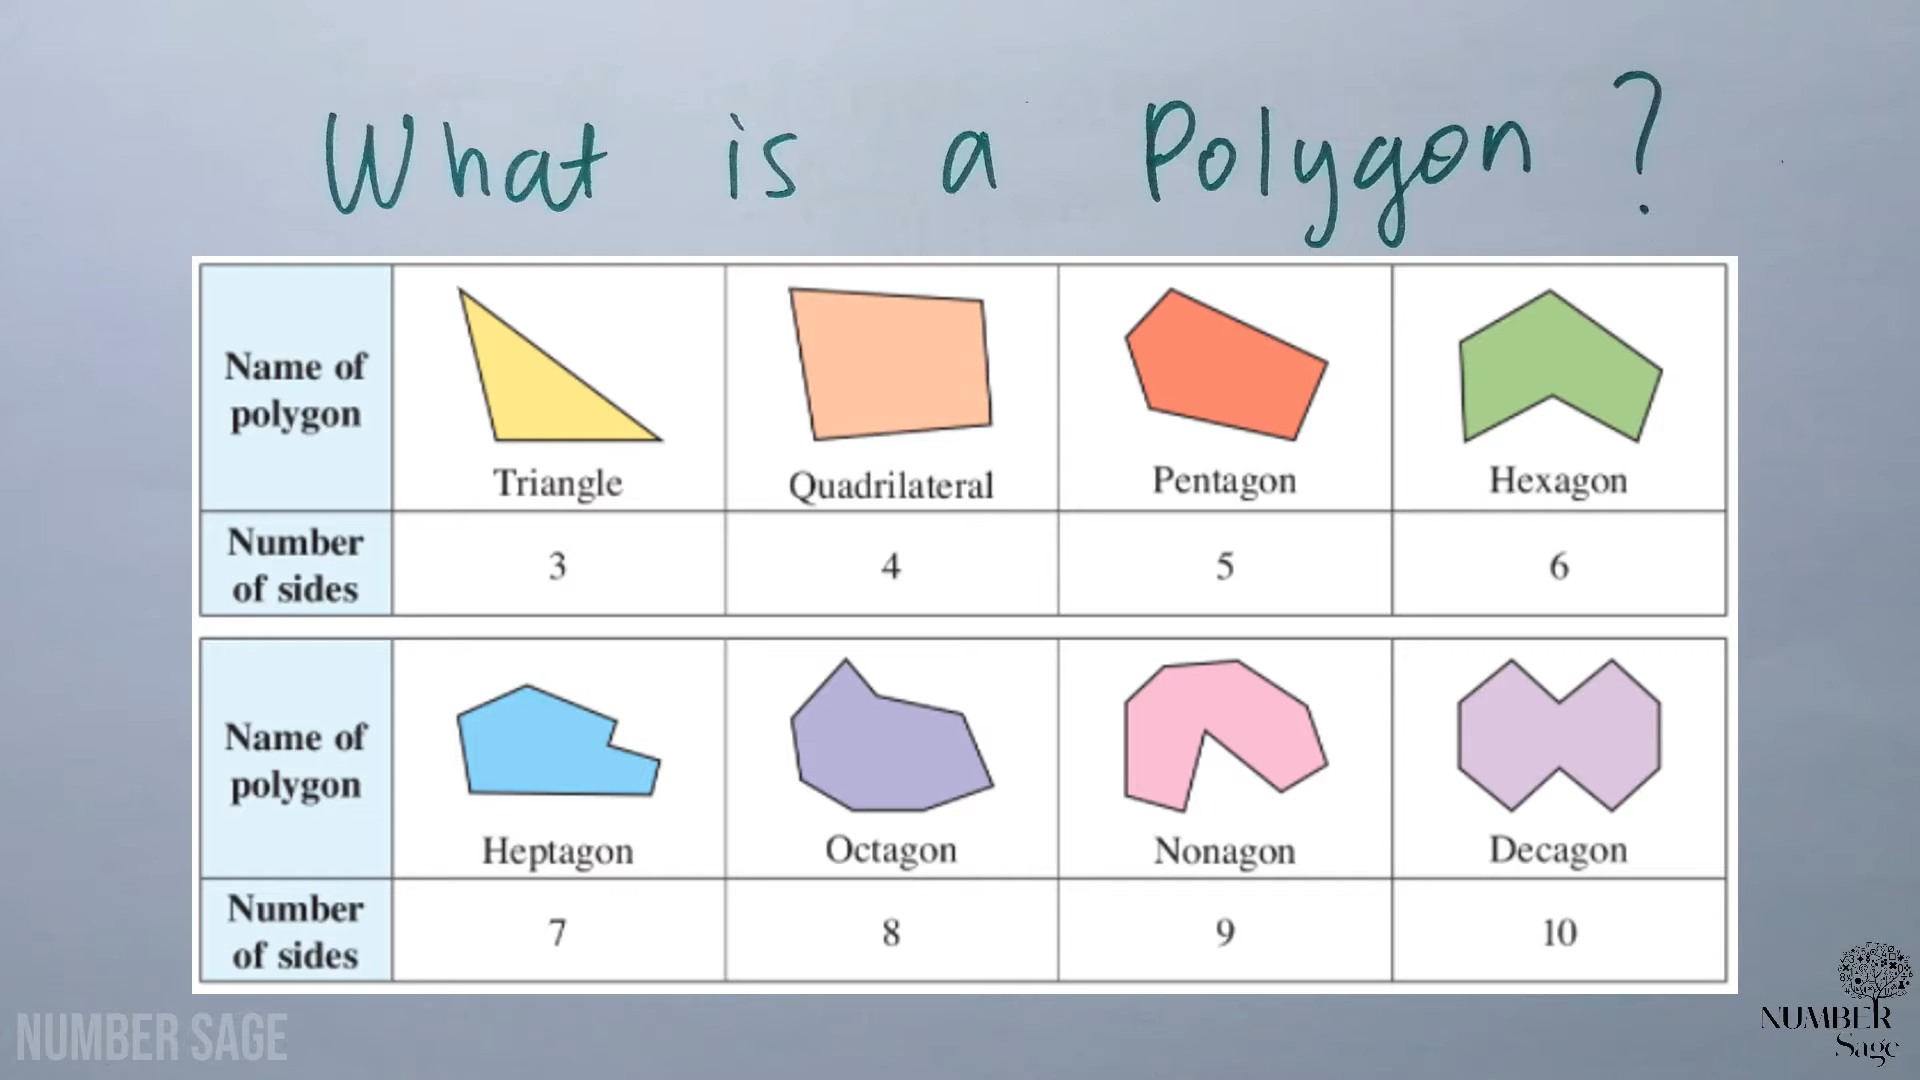 What is a Polygon?
Name of polygon
Triangle
Quadrilateral
Pentagon
Hexagon
Number of sides
3
4
5
6
Name of polygon
Heptagon
Octagon
Nonagon
Decagon
Number of sides
7
8
9
10
NUMBER SAGE
NUMBER
Sage